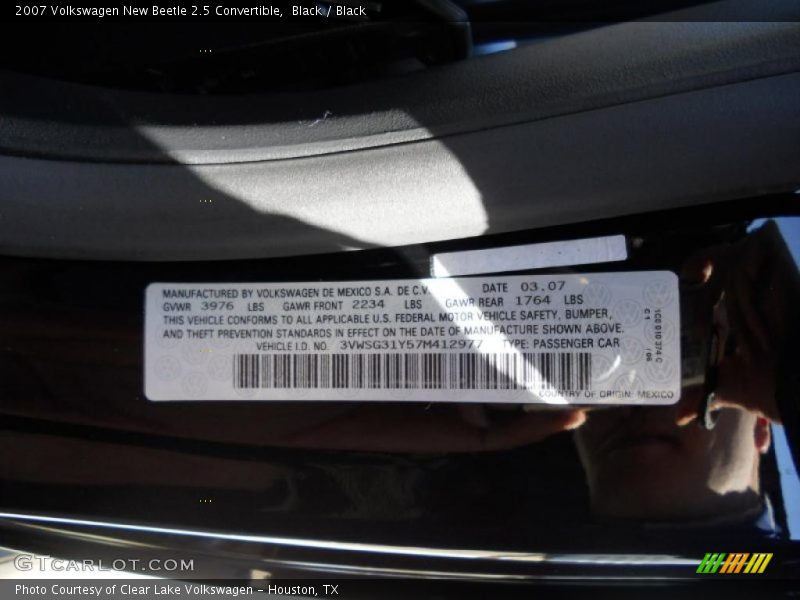 2007 Volkswagen New Beetle 2.5 Convertible,  Black / Black
MANUFACTURED BY VOLKSWAGEN DE MEXICO S.A. DE C.V. DATE 03.07
GVWR 3976 LBS GAWR FRONT 2234 LBS GAWR REAR 1764 LBS
THIS VEHICLE CONFORMS TO ALL APPLICABLE U.S. FEDERAL MOTOR VEHICLE SAFETY, BUMPER,
AND THEFT PREVENTION STANDARDS IN EFFECT ON THE DATE OF MANUFACTURE SHOWN ABOVE.
VEHICLE I.D. NO. 3VWSG31Y57M412977 TYPE: PASSENGER CAR
COUNTRY OF ORIGIN: MEXICO
1C0 010 374 C
GTCARLOT.COM
Photo Courtesy of Clear Lake Volkswagen - Houston, TX